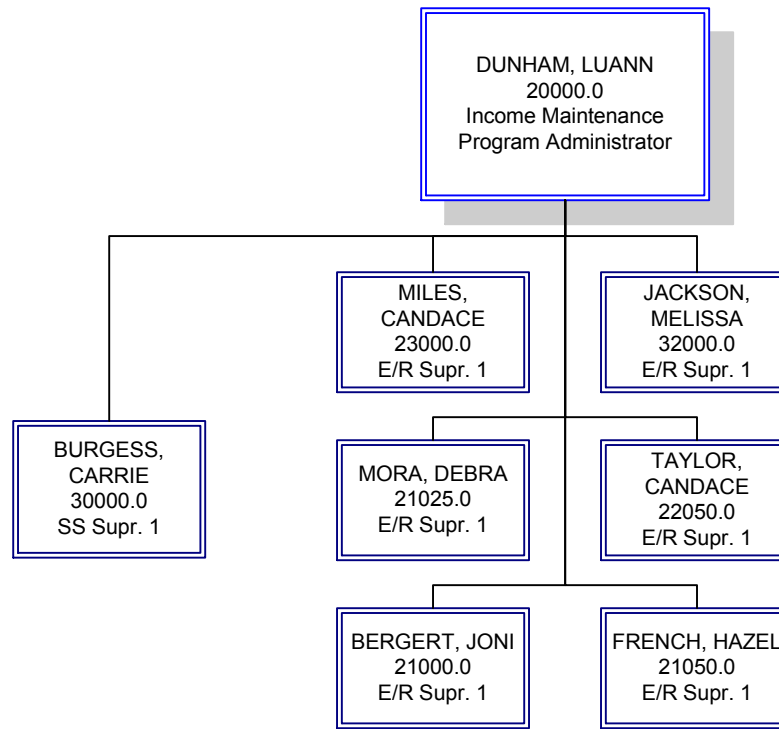 DUNHAM, LUANN
20000.0
Income Maintenance
Program Administrator
MILES,
CANDACE
23000.0
E/R Supr. 1
JACKSON,
MELISSA
32000.0
E/R Supr. 1
BURGESS,
CARRIE
30000.0
SS Supr. 1
MORA, DEBRA
21025.0
E/R Supr. 1
TAYLOR,
CANDACE
22050.0
E/R Supr. 1
BERGERT, JONI
21000.0
E/R Supr. 1
FRENCH, HAZEL
21050.0
E/R Supr. 1